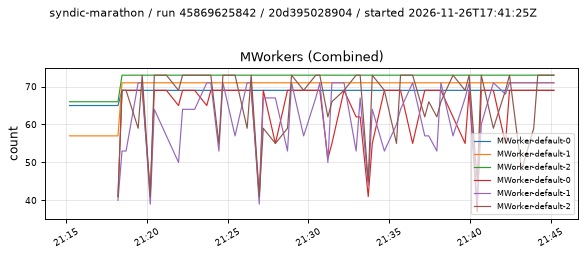 syndic-marathon / run 45869625842 / 20d395028904 / started 2026-11-26T17:41:25Z
MWorkers (Combined)
count
70
60
50
40
21:15
21:20
21:25
21:30
21:35
21:40
21:45
MWorker-default-0
MWorker-default-1
MWorker-default-2
MWorker-default-0
MWorker-default-1
MWorker-default-2